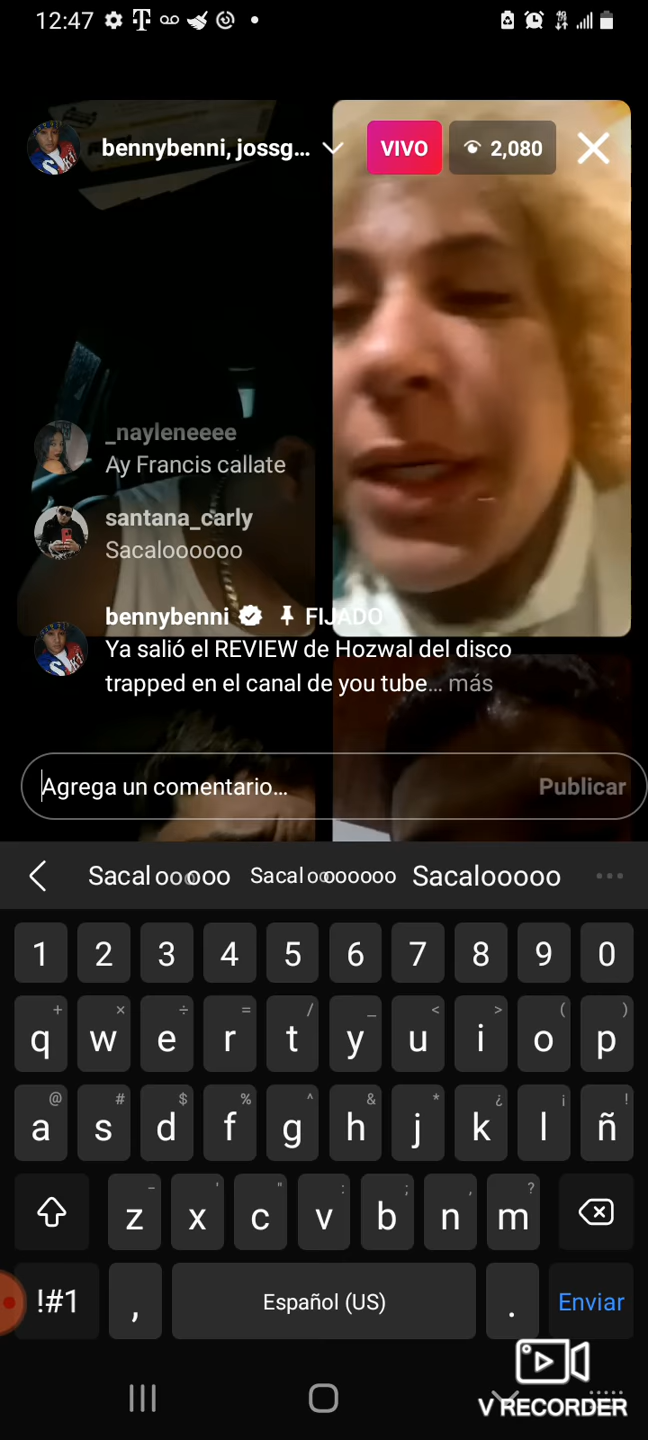 12:47
bennybenni, jossg...
VIVO
2,080
_nayleneeee
Ay Francis callate
santana_carly
Sacaloooooo
bennybenni FIJADO
Ya salió el REVIEW de Hozwal del disco
trapped en el canal de you tube... más
Agrega un comentario... Publicar
Sacalooooo Sacalooooooo Sacalooooo
1 2 3 4 5 6 7 8 9 0
+ × ÷ = / _ < > ( )
q w e r t y u i o p
@ # $ % ^ & * ¿ ¡ !
a s d f g h j k l ñ
- ' " : ; , ?
z x c v b n m
!#1 , Español (US) . Enviar
V RECORDER